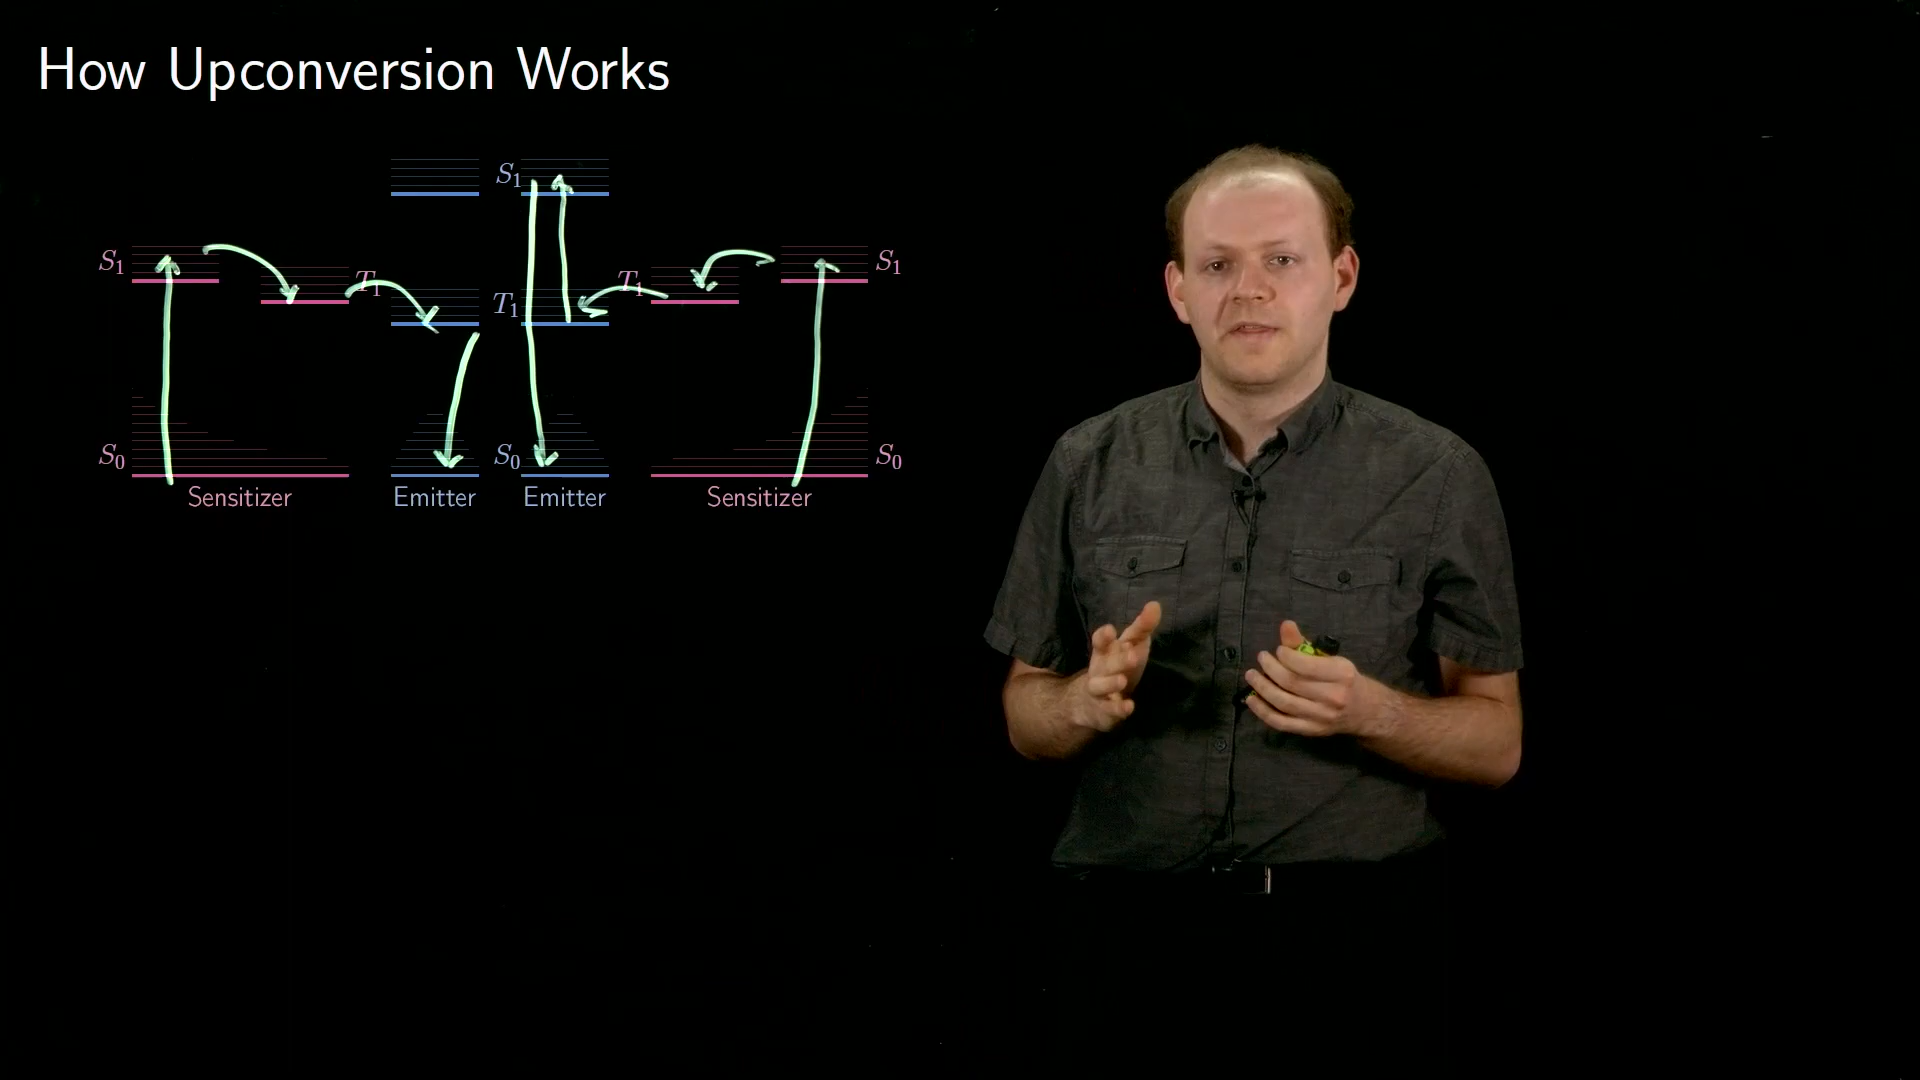 How Upconversion Works
S₁
S₁
T₁
T₁
T₁
S₁
S₀
S₀
S₀
Sensitizer
Emitter
Emitter
Sensitizer